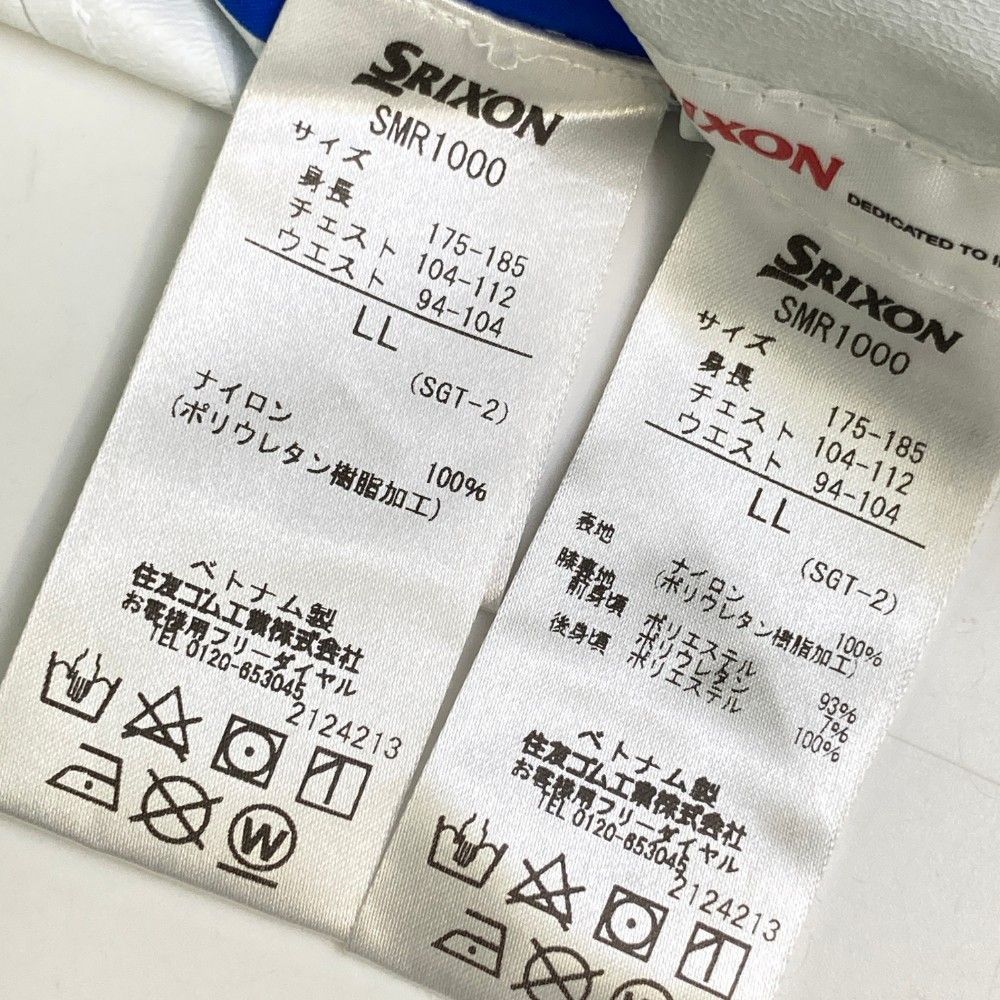 SRIXON
SMR1000
サイズ
身長 175-185
チェスト 104-112
ウエスト 94-104
LL
(SGT-2)
ナイロン 100%
(ポリウレタン樹脂加工)
ベトナム製
住友ゴム工業株式会社
お客様用フリーダイヤル
TEL 0120-653045
2124213
W
XON
DEDICATED TO
SRIXON
SMR1000
サイズ
身長 175-185
チェスト 104-112
ウエスト 94-104
LL
(SGT-2)
表地 ナイロン 100%
(ポリウレタン樹脂加工)
膝裏地
前身頃 ポリエステル 93%
ポリウレタン 7%
後身頃 ポリエステル 100%
ベトナム製
住友ゴム工業株式会社
お客様用フリーダイヤル
TEL 0120-653045
2124213